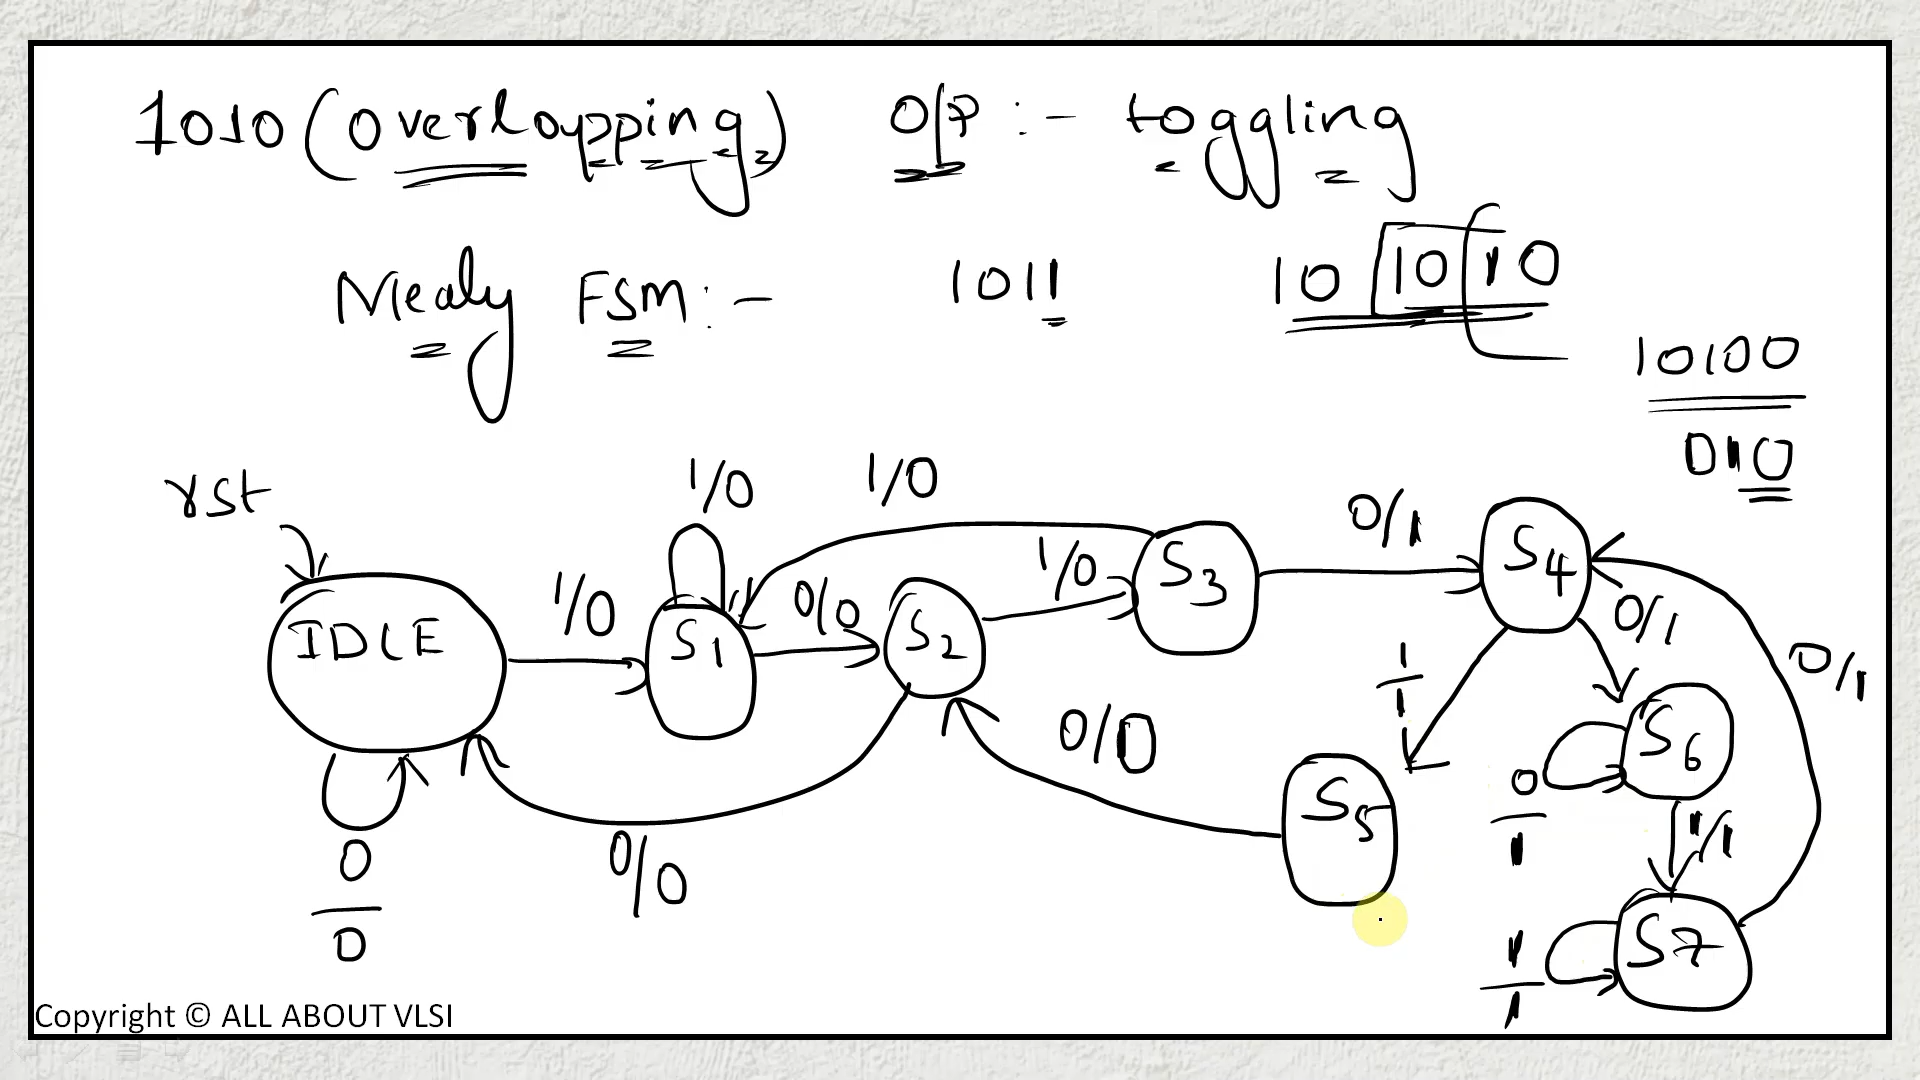 1010 (overlapping) O/P :- toggling
Mealy FSM :- 1011 10 10 10
10100
010
rst
1/0 1/0
0/1
1/0 0/0 1/0
IDLE S1 S2 S3 S4
0/1
1/1
0/1
0/0
S5 S6
0/1
1/1
0/0
0/0
S7
1/1
Copyright © ALL ABOUT VLSI